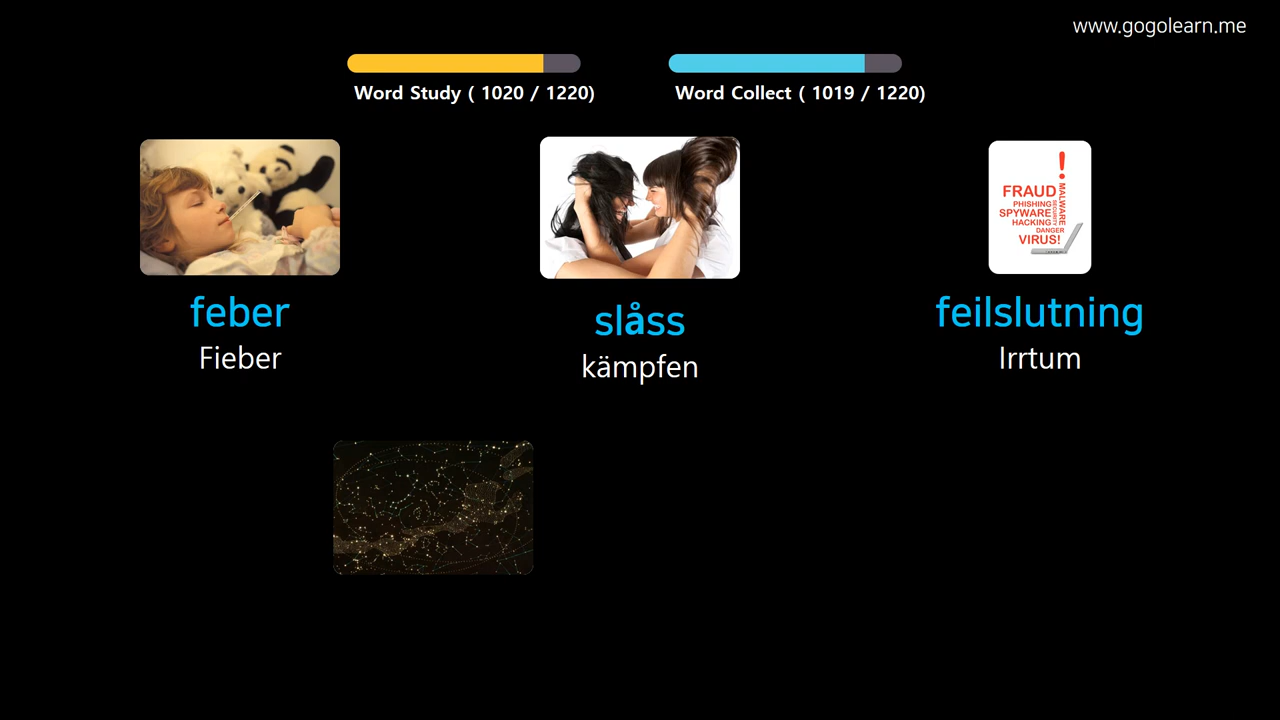 www.gogolearn.me
Word Study ( 1020 / 1220)
Word Collect ( 1019 / 1220)
!
FRAUD
PHISHING
SPYWARE
HACKING
DANGER
VIRUS!
MALWARE
SECURITY
feber
slåss
feilslutning
Fieber
kämpfen
Irrtum